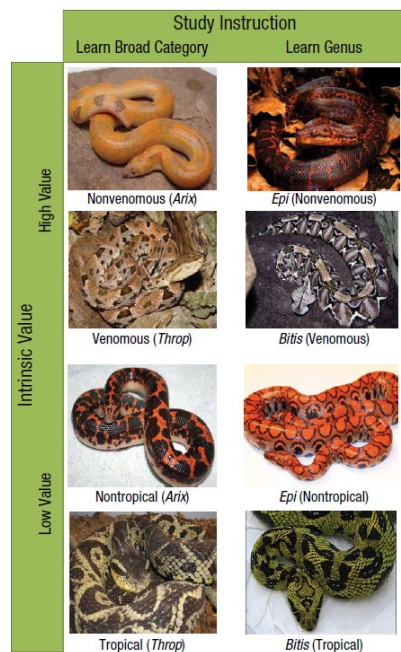 Study Instruction
Learn Broad Category Learn Genus
Intrinsic Value
High Value
Nonvenomous (Arix) Epi (Nonvenomous)
Venomous (Throp) Bitis (Venomous)
Low Value
Nontropical (Arix) Epi (Nontropical)
Tropical (Throp) Bitis (Tropical)